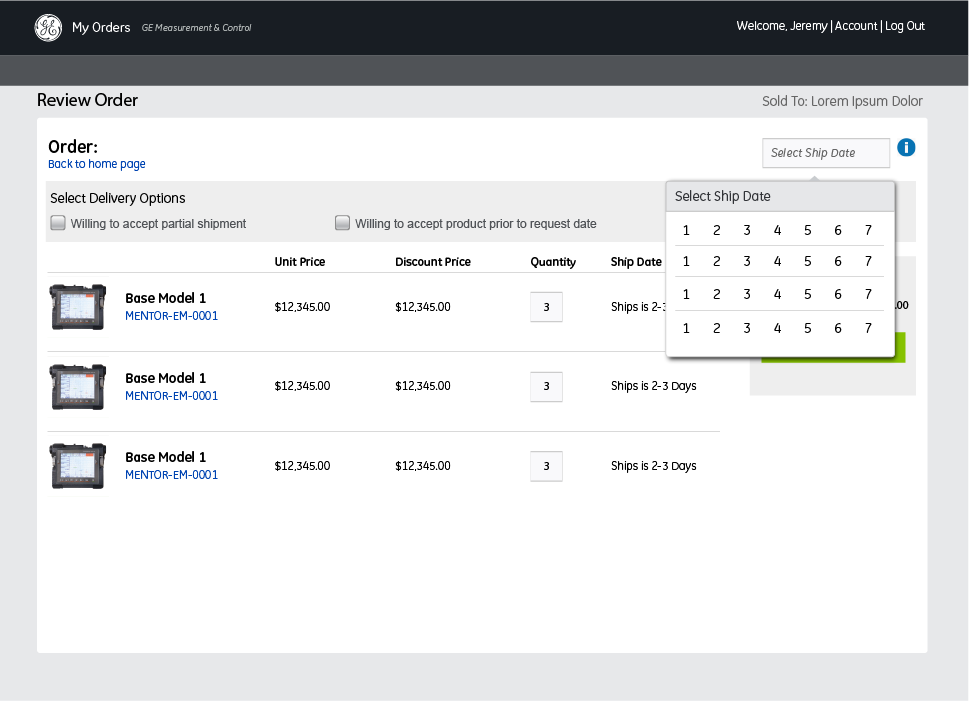 My Orders GE Measurement & Control
Welcome, Jeremy | Account | Log Out
Review Order
Sold To: Lorem Ipsum Dolor
Order:
Back to home page
Select Ship Date
i
Select Delivery Options
Willing to accept partial shipment
Willing to accept product prior to request date
Select Ship Date
1 2 3 4 5 6 7
1 2 3 4 5 6 7
1 2 3 4 5 6 7
1 2 3 4 5 6 7
Unit Price Discount Price Quantity Ship Date
Base Model 1
MENTOR-EM-0001
$12,345.00 $12,345.00 3 Ships is 2-3
.00
Base Model 1
MENTOR-EM-0001
$12,345.00 $12,345.00 3 Ships is 2-3 Days
Base Model 1
MENTOR-EM-0001
$12,345.00 $12,345.00 3 Ships is 2-3 Days